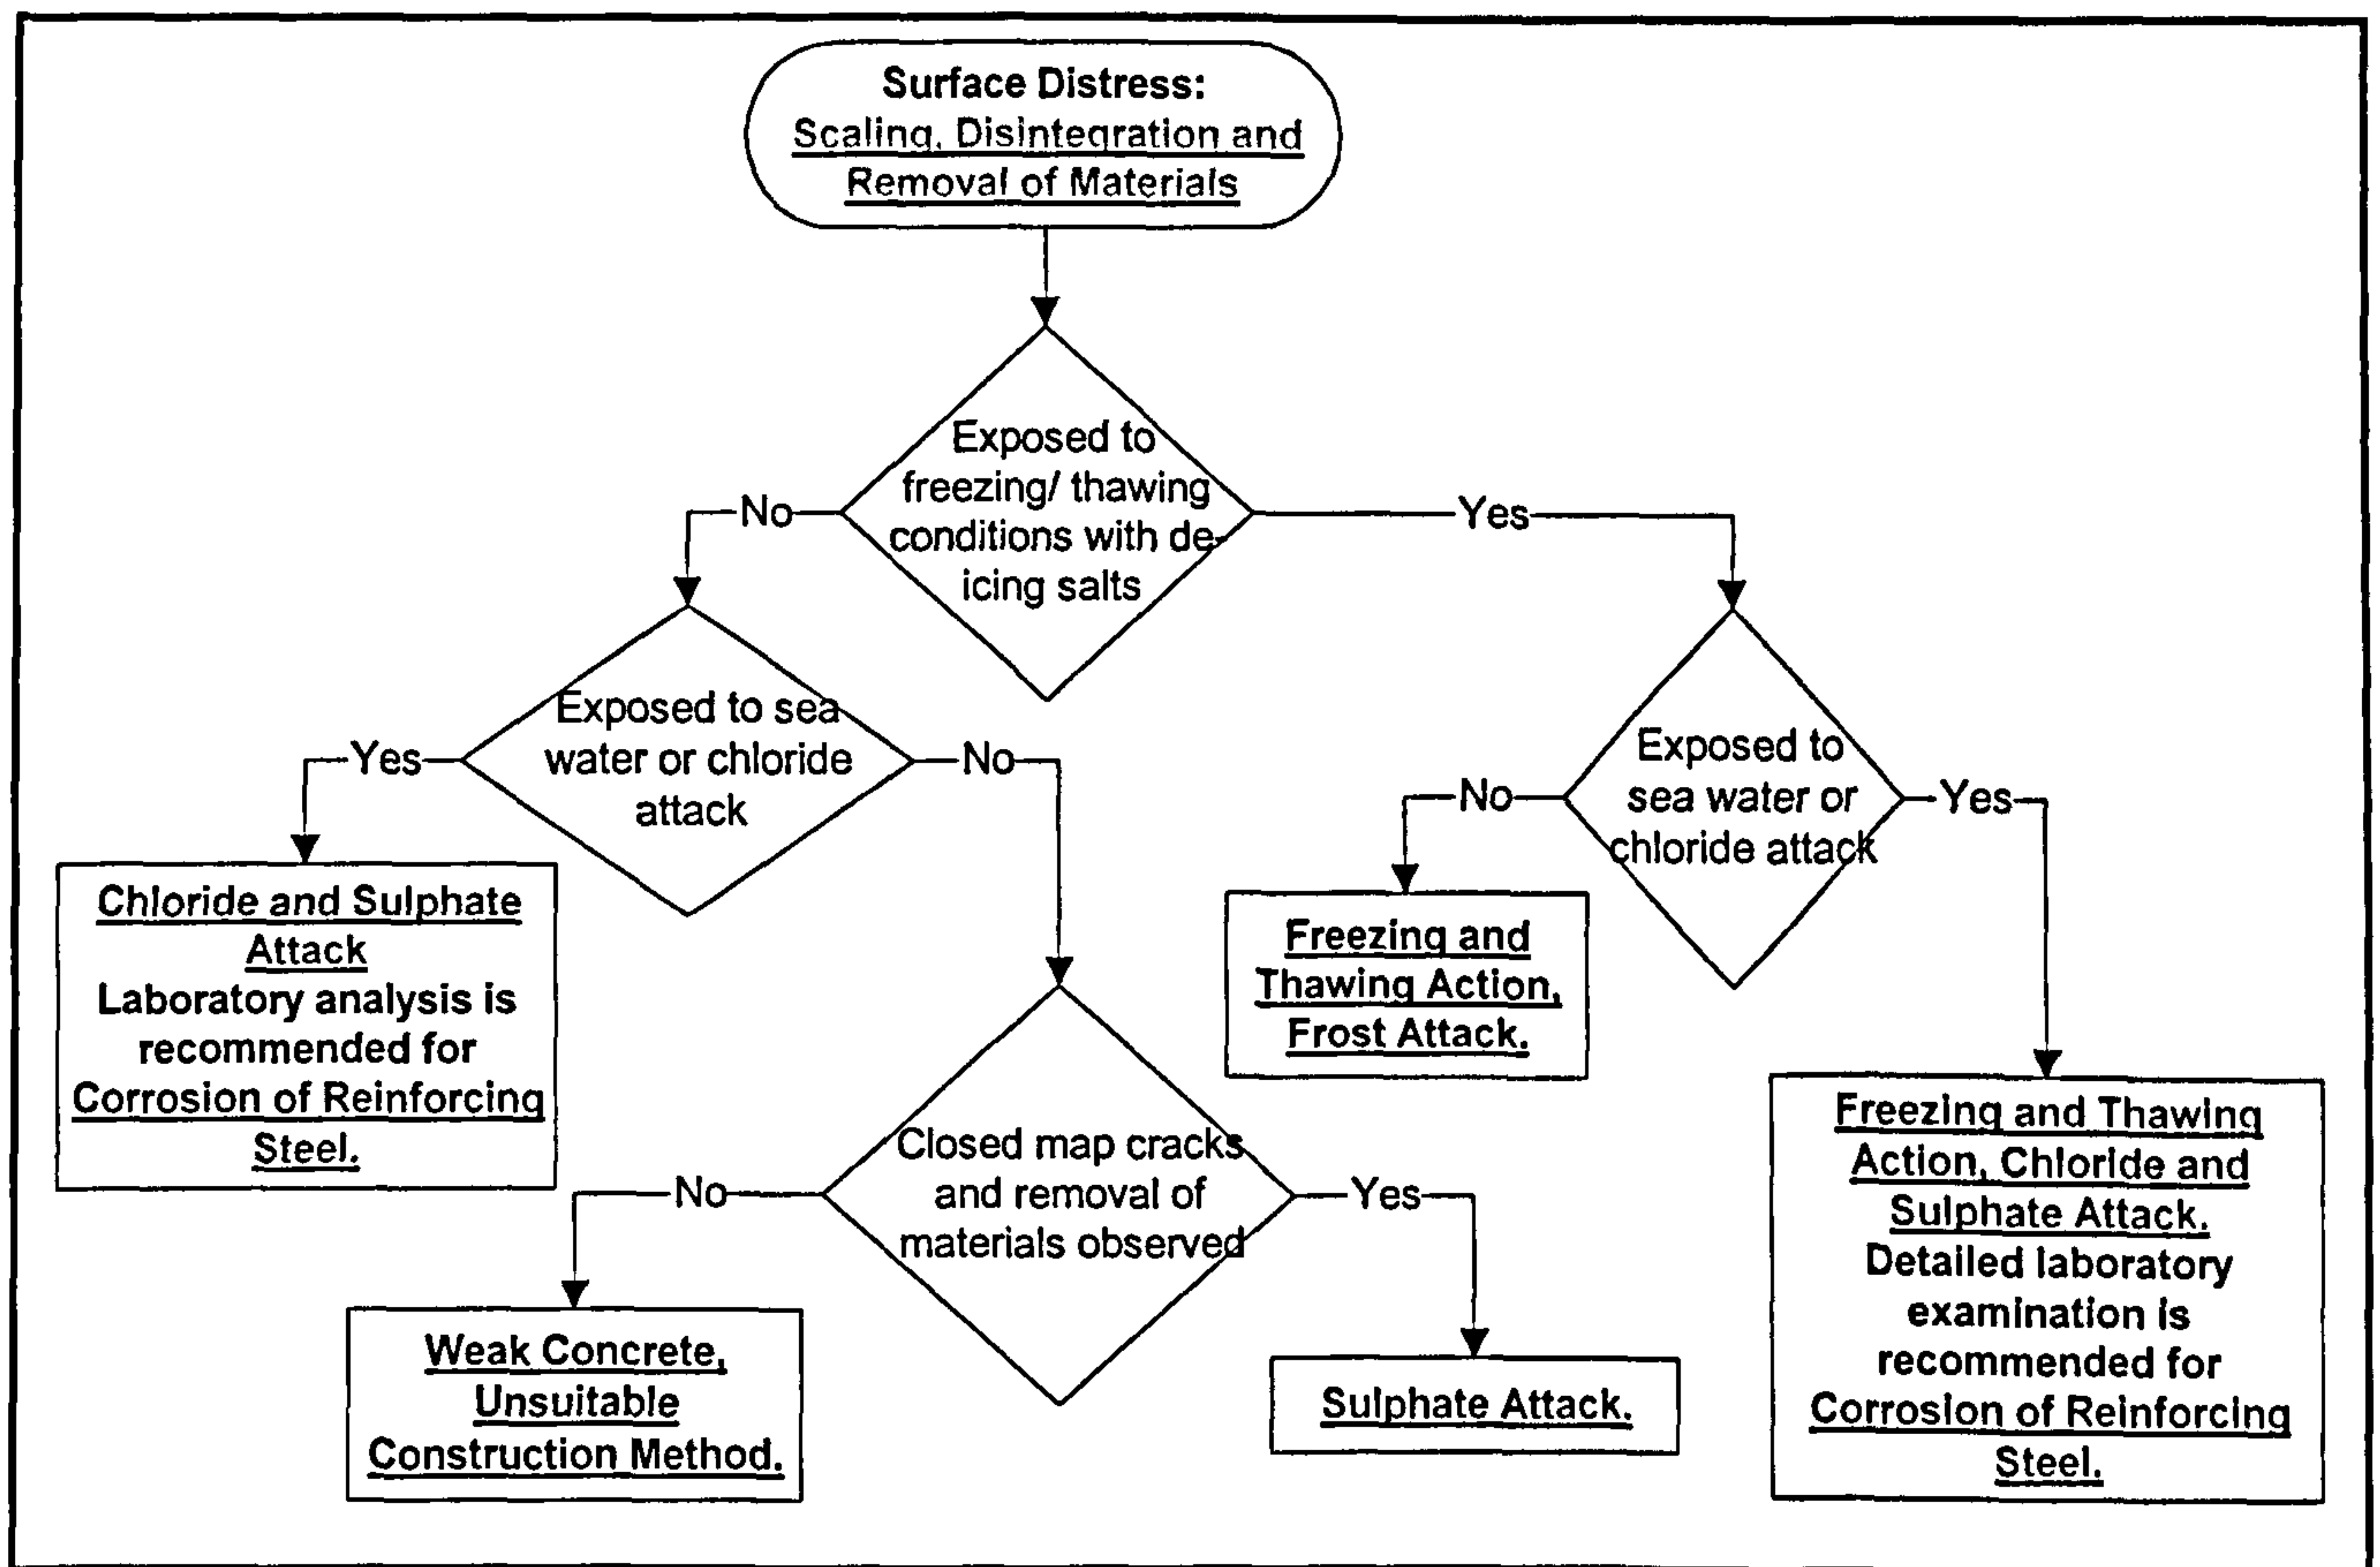 Surface Distress:
Scaling, Disintegration and
Removal of Materials
Exposed to
freezing/ thawing
conditions with de-
icing salts
No
Yes
Exposed to sea
water or chloride
attack
Yes
No
Exposed to
sea water or
chloride attack
No
Yes
Chloride and Sulphate
Attack
Laboratory analysis is
recommended for
Corrosion of Reinforcing
Steel.
Freezing and
Thawing Action,
Frost Attack.
Closed map cracks
and removal of
materials observed
No
Yes
Freezing and Thawing
Action, Chloride and
Sulphate Attack.
Detailed laboratory
examination is
recommended for
Corrosion of Reinforcing
Steel.
Weak Concrete,
Unsuitable
Construction Method.
Sulphate Attack.